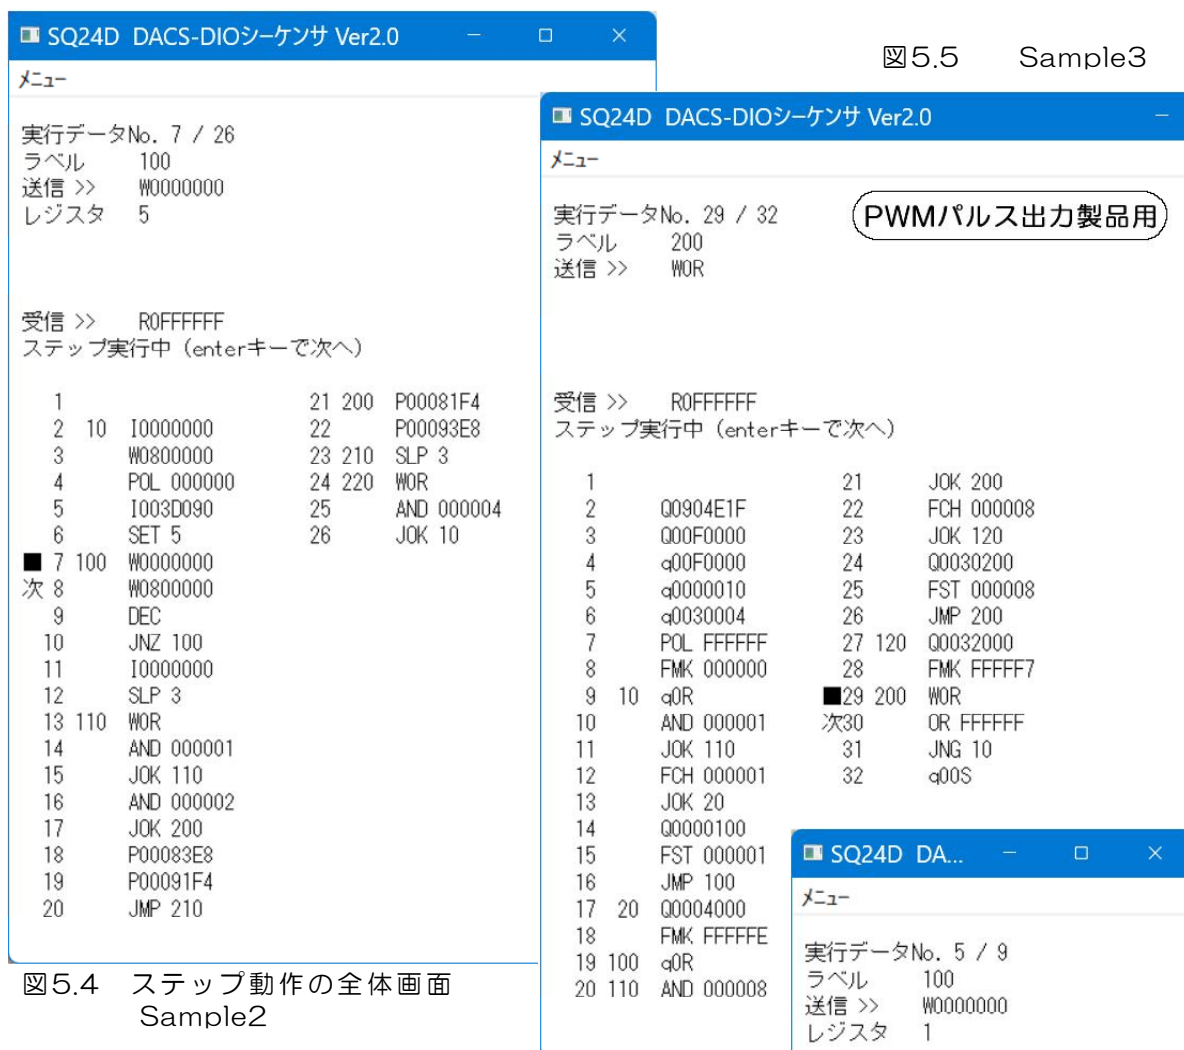 SQ24D DACS-DIOシーケンサ Ver2.0
メニュー
実行データNo. 7 / 26
ラベル 100
送信 >> W0000000
レジスタ 5
受信 >> R0FFFFFF
ステップ実行中 (enterキーで次へ)
1
2 10 I0000000
3 W0800000
4 POL 000000
5 I003D090
6 SET 5
■ 7 100 W0000000
次 8 W0800000
9 DEC
10 JNZ 100
11 I0000000
12 SLP 3
13 110 W0R
14 AND 000001
15 JOK 110
16 AND 000002
17 JOK 200
18 P00083E8
19 P00091F4
20 JMP 210
21 200 P00081F4
22 P00093E8
23 210 SLP 3
24 220 W0R
25 AND 000004
26 JOK 10
図5.4 ステップ動作の全体画面
Sample2
図5.5 Sample3
SQ24D DACS-DIOシーケンサ Ver2.0
メニュー
実行データNo. 29 / 32
PWMパルス出力製品用
ラベル 200
送信 >> W0R
受信 >> R0FFFFFF
ステップ実行中 (enterキーで次へ)
1
2 Q0904E1F
3 Q00F0000
4 q00F0000
5 q0000010
6 q0030004
7 POL FFFFFF
8 FMK 000000
9 10 q0R
10 AND 000001
11 JOK 110
12 FCH 000001
13 JOK 20
14 Q0000100
15 FST 000001
16 JMP 100
17 20 Q0004000
18 FMK FFFFFE
19 100 q0R
20 110 AND 000008
21 JOK 200
22 FCH 000008
23 JOK 120
24 Q0030200
25 FST 000008
26 JMP 200
27 120 Q0032000
28 FMK FFFFF7
■29 200 W0R
次30 OR FFFFFF
31 JNG 10
32 q00S
SQ24D DA...
メニュー
実行データNo. 5 / 9
ラベル 100
送信 >> W0000000
レジスタ 1